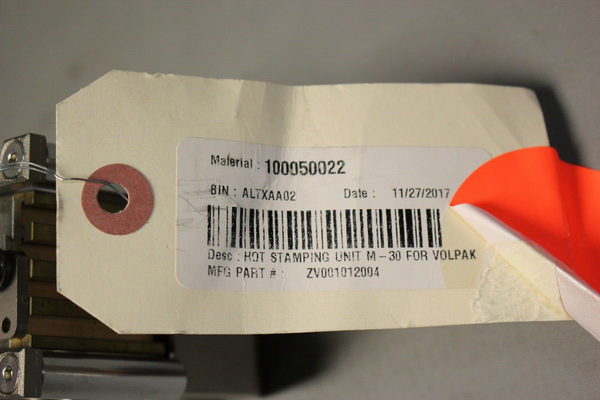 Material : 100050022
BIN : ALTXAA02 Date : 11/27/2017
Desc : HOT STAMPING UNIT M-30 FOR VOLPAK
MFG PART # : ZV001012004